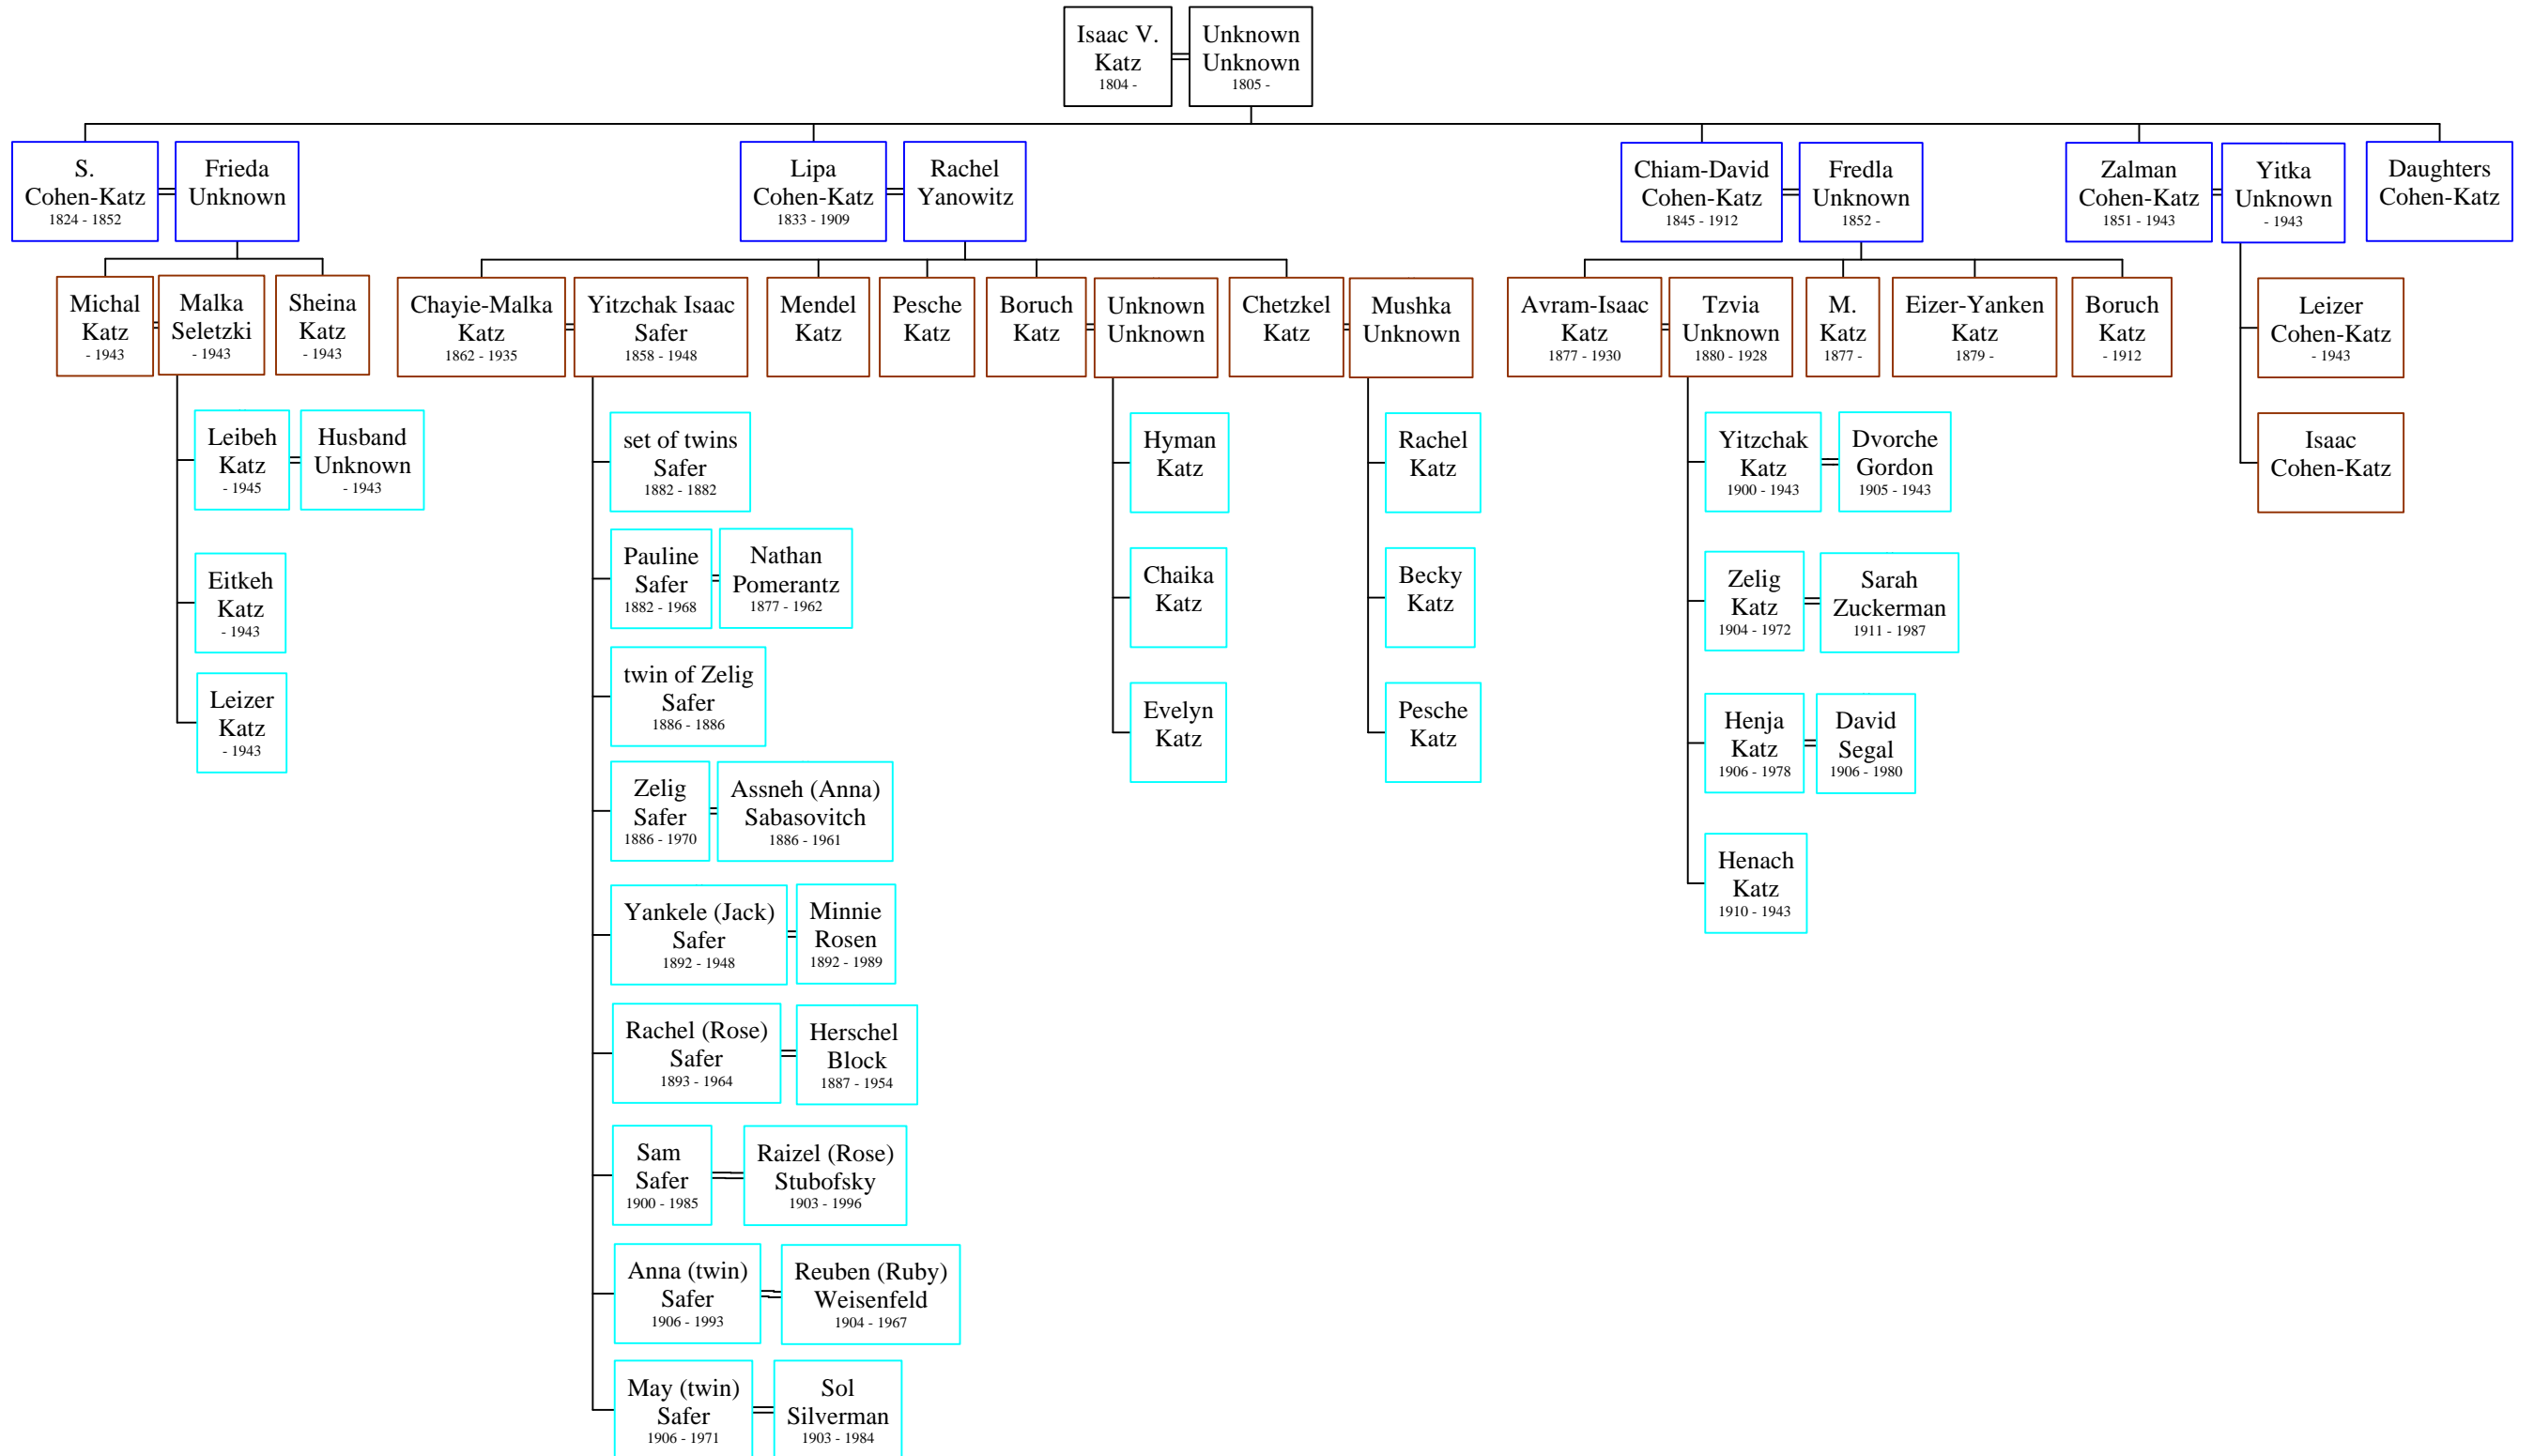 Isaac V.
Katz
1804 -
Unknown
Unknown
1805 -
S.
Cohen-Katz
1824 - 1852
Frieda
Unknown
Lipa
Cohen-Katz
1833 - 1909
Rachel
Yanowitz
Chiam-David
Cohen-Katz
1845 - 1912
Fredla
Unknown
1852 -
Zalman
Cohen-Katz
1851 - 1943
Yitka
Unknown
- 1943
Daughters
Cohen-Katz
Michal
Katz
- 1943
Malka
Seletzki
- 1943
Sheina
Katz
- 1943
Chayie-Malka
Katz
1862 - 1935
Yitzchak Isaac
Safer
1858 - 1948
Mendel
Katz
Pesche
Katz
Boruch
Katz
Unknown
Unknown
Chetzkel
Katz
Mushka
Unknown
Avram-Isaac
Katz
1877 - 1930
Tzvia
Unknown
1880 - 1928
M.
Katz
1877 -
Eizer-Yanken
Katz
1879 -
Boruch
Katz
- 1912
Leizer
Cohen-Katz
- 1943
Isaac
Cohen-Katz
Leibeh
Katz
- 1945
Husband
Unknown
- 1943
Eitkeh
Katz
- 1943
Leizer
Katz
- 1943
set of twins
Safer
1882 - 1882
Pauline
Safer
1882 - 1968
Nathan
Pomerantz
1877 - 1962
twin of Zelig
Safer
1886 - 1886
Zelig
Safer
1886 - 1970
Assneh (Anna)
Sabasovitch
1886 - 1961
Yankele (Jack)
Safer
1892 - 1948
Minnie
Rosen
1892 - 1989
Rachel (Rose)
Safer
1893 - 1964
Herschel
Block
1887 - 1954
Sam
Safer
1900 - 1985
Raizel (Rose)
Stubofsky
1903 - 1996
Anna (twin)
Safer
1906 - 1993
Reuben (Ruby)
Weisenfeld
1904 - 1967
May (twin)
Safer
1906 - 1971
Sol
Silverman
1903 - 1984
Hyman
Katz
Chaika
Katz
Evelyn
Katz
Rachel
Katz
Becky
Katz
Pesche
Katz
Yitzchak
Katz
1900 - 1943
Dvorche
Gordon
1905 - 1943
Zelig
Katz
1904 - 1972
Sarah
Zuckerman
1911 - 1987
Henja
Katz
1906 - 1978
David
Segal
1906 - 1980
Henach
Katz
1910 - 1943